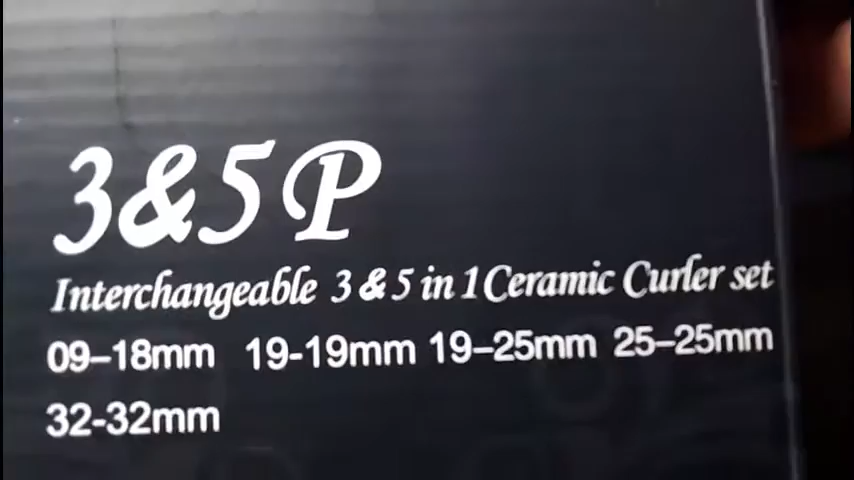 3&5P
Interchangeable 3 & 5 in 1 Ceramic Curler set
09–18mm 19-19mm 19–25mm 25–25mm
32-32mm